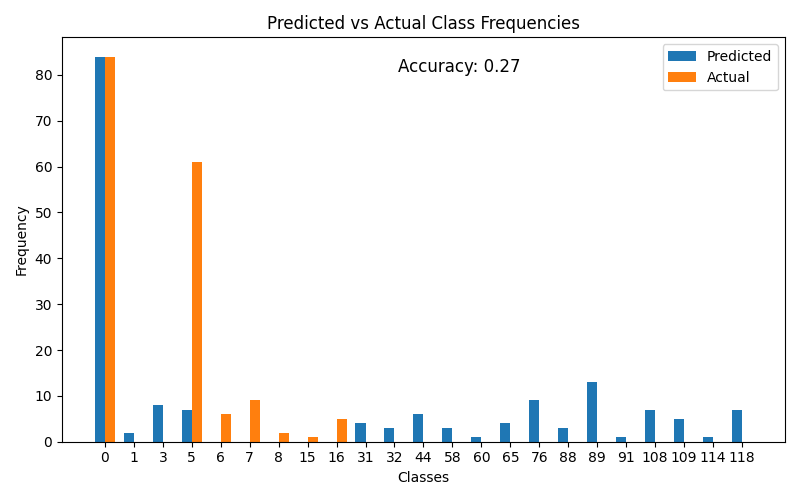 Predicted vs Actual Class Frequencies
Accuracy: 0.27
Predicted
Actual
Frequency
80
70
60
50
40
30
20
10
0
0 1 3 5 6 7 8 15 16 31 32 44 58 60 65 76 88 89 91 108 109 114 118
Classes